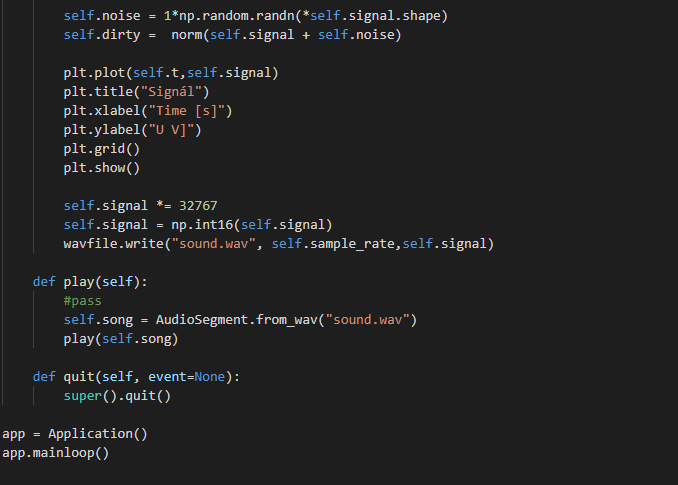 self.noise = 1*np.random.randn(*self.signal.shape)
self.dirty =  norm(self.signal + self.noise)
plt.plot(self.t,self.signal)
plt.title("Signál")
plt.xlabel("Time [s]")
plt.ylabel("U V]")
plt.grid()
plt.show()
self.signal *= 32767
self.signal = np.int16(self.signal)
wavfile.write("sound.wav", self.sample_rate,self.signal)
def play(self):
#pass
self.song = AudioSegment.from_wav("sound.wav")
play(self.song)
def quit(self, event=None):
super().quit()
app = Application()
app.mainloop()